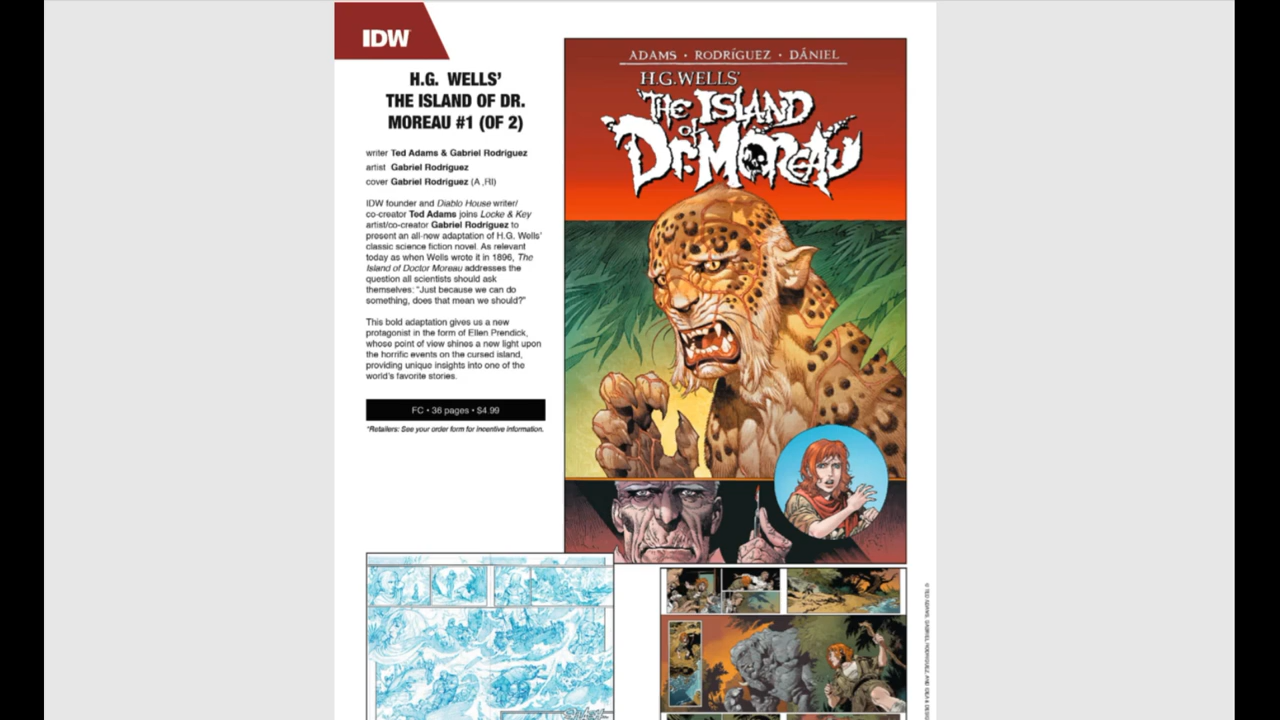 IDW
H.G. WELLS'
THE ISLAND OF DR.
MOREAU #1 (OF 2)
writer Ted Adams & Gabriel Rodriguez
artist Gabriel Rodriguez
cover Gabriel Rodriguez (A ,RI)
IDW founder and Diablo House writer/
co-creator Ted Adams joins Locke & Key
artist/co-creator Gabriel Rodriguez to
present an all-new adaptation of H.G. Wells'
classic science fiction novel. As relevant
today as when Wells wrote it in 1896, The
Island of Doctor Moreau addresses the
question all scientists should ask
themselves: "Just because we can do
something, does that mean we should?"
This bold adaptation gives us a new
protagonist in the form of Ellen Prendick,
whose point of view shines a new light upon
the horrific events on the cursed island,
providing unique insights into one of the
world's favorite stories.
FC • 36 pages • $4.99
*Retailers: See your order form for incentive information.
ADAMS • RODRÍGUEZ • DÁNIEL
H.G. WELLS'
THE ISLAND
of
DR. MOREAU